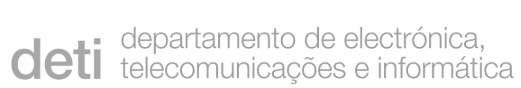 deti
departamento de electrónica,
telecomunicações e informática